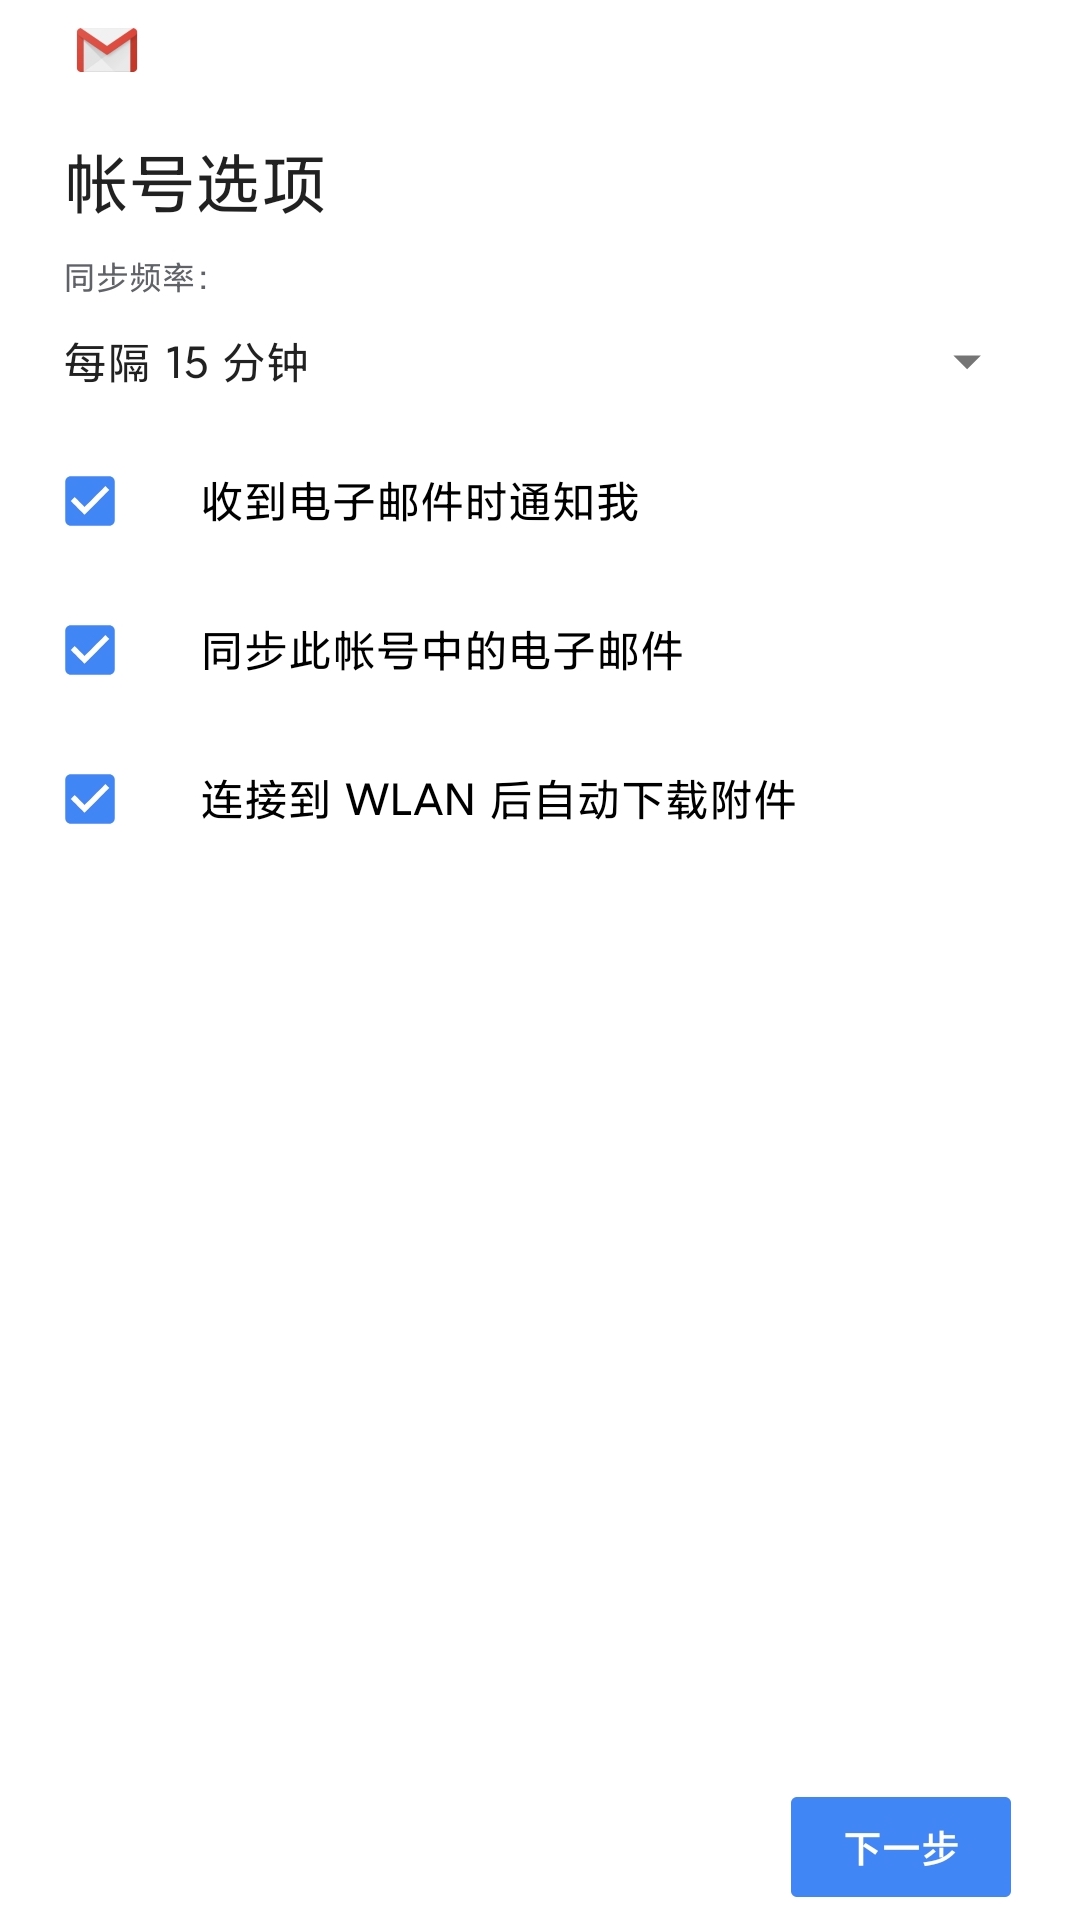 帐号选项
同步频率：
每隔 15 分钟
收到电子邮件时通知我
同步此帐号中的电子邮件
连接到 WLAN 后自动下载附件
下一步